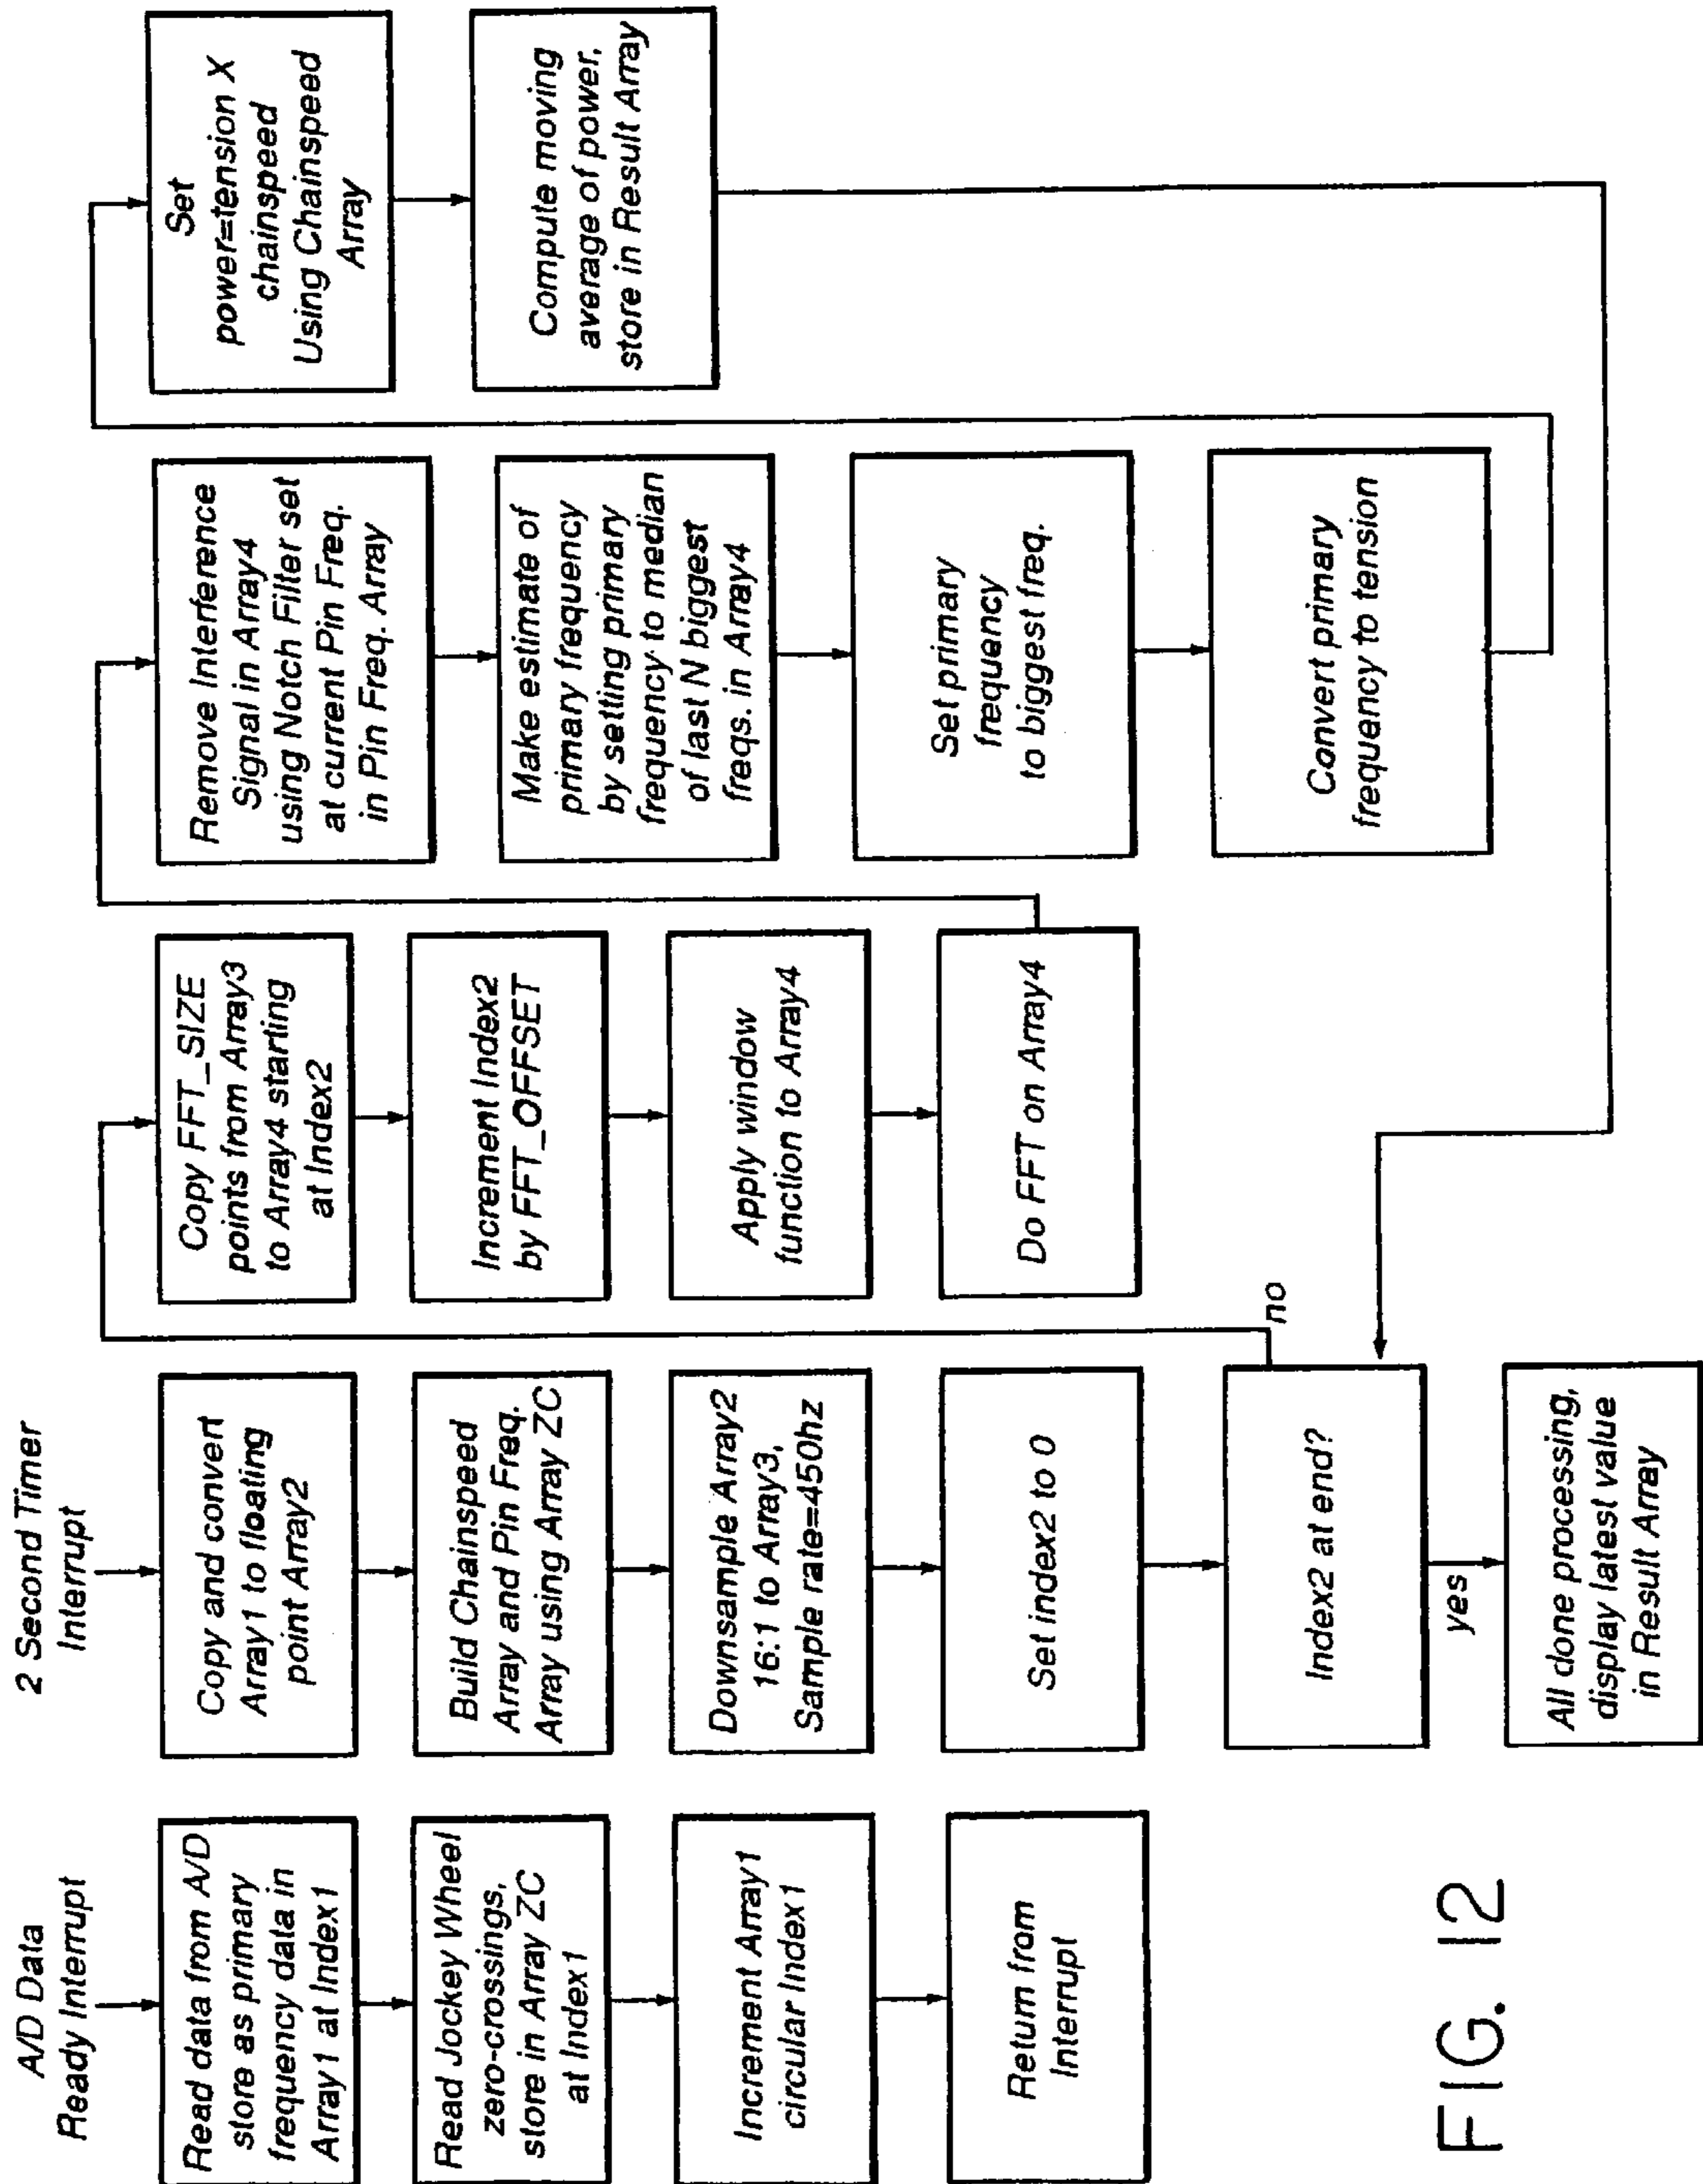 A/D Data
Ready Interrupt
Read data from A/D
store as primary
frequency data in
Array1 at Index1
Read Jockey Wheel
zero-crossings,
store in Array ZC
at Index1
Increment Array1
circular Index1
Return from
Interrupt
2 Second Timer
Interrupt
Copy and convert
Array1 to floating
point Array2
Build Chainspeed
Array and Pin Freq.
Array using Array ZC
Downsample Array2
16:1 to Array3,
Sample rate=450hz
Set index2 to 0
Index2 at end?
no
yes
All done processing,
display latest value
in Result Array
Copy FFT_SIZE
points from Array3
to Array4 starting
at Index2
Increment Index2
by FFT_OFFSET
Apply window
function to Array4
Do FFT on Array4
Remove Interference
Signal in Array4
using Notch Filter set
at current Pin Freq.
in Pin Freq. Array
Make estimate of
primary frequency
by setting primary
frequency to median
of last N biggest
freqs. in Array4
Set primary
frequency
to biggest freq.
Convert primary
frequency to tension
Set
power=tension X
chainspeed
Using Chainspeed
Array
Compute moving
average of power,
store in Result Array
FIG. 12